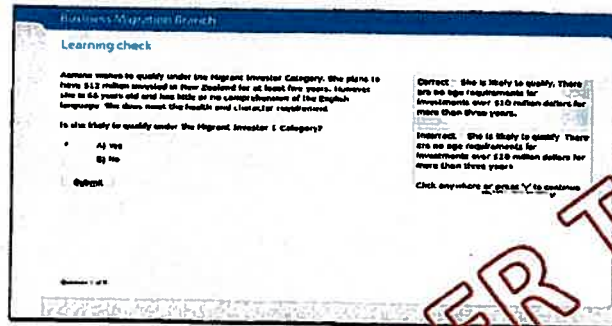 Business Migration Branch
Learning check
wishes to qualify under the Migrant Investor Category. She plans to
have $12 million invested in New Zealand for at least five years. However
she is 66 years old and has little or no comprehension of the English
language. She does meet the health and character requirement.
Is she likely to qualify under the Migrant Investor Category?
A) Yes
B) No
Submit
Correct - She is likely to qualify. There
are no age requirements for
investments over $10 million dollars for
more than three years.
Incorrect. She is likely to qualify. There
are no age requirements for
investments over $10 million dollars for
more than three years
Click anywhere or press 'y' to continue
Question 1 of
ER T